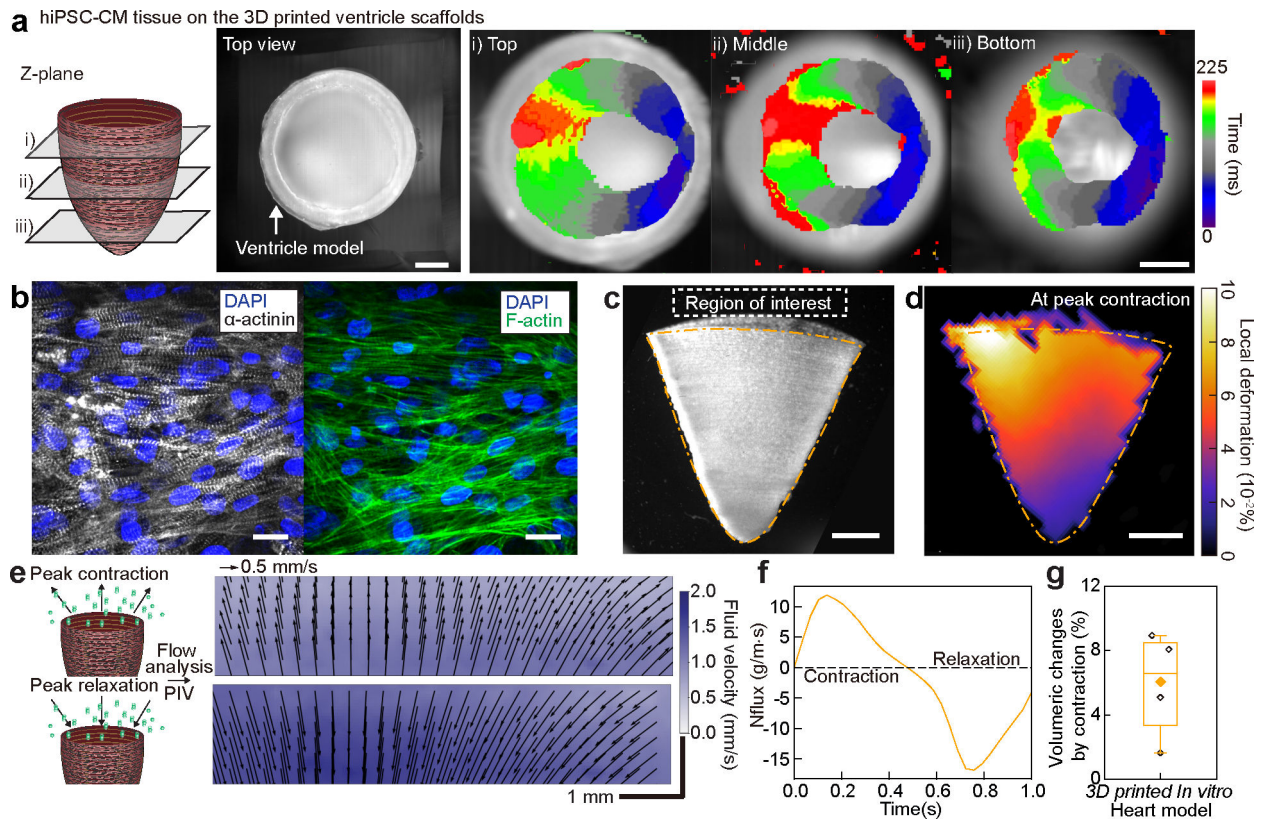 a hiPSC-CM tissue on the 3D printed ventricle scaffolds
Z-plane
i)
ii)
iii)
Top view
Ventricle model
i) Top
ii) Middle
iii) Bottom
225
Time (ms)
0
b
DAPI
α-actinin
DAPI
F-actin
c
Region of interest
d
At peak contraction
10
8
6
4
2
0
Local deformation (10⁻²%)
e
Peak contraction
Flow
analysis
PIV
Peak relaxation
0.5 mm/s
2.0
1.5
1.0
0.5
0.0
Fluid velocity (mm/s)
1 mm
f
Nflux (g/m·s)
10
5
0
-5
-10
-15
Contraction
Relaxation
0.0 0.2 0.4 0.6 0.8 1.0
Time(s)
g
Volumetric changes
by contraction (%)
12
8
4
0
3D printed In vitro
Heart model